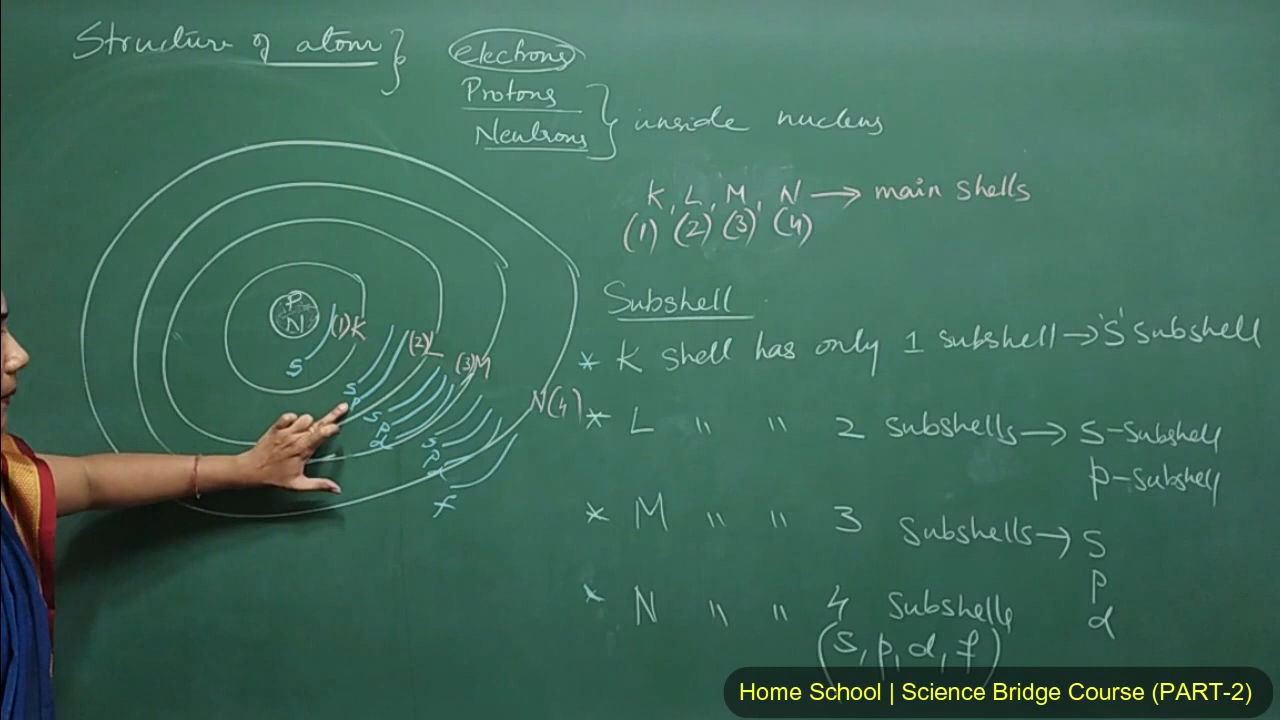 Structure of atom
electrons
Protons
Neutrons
inside nucleus
K, L, M, N → main shells
(1) (2) (3) (4)
P
N
(1)K
(2)L
(3)M
N(4)
s
s
p
s
p
d
s
p
f
Subshell
* K shell has only 1 subshell → 's' subshell
* L " " 2 subshells → s-subshell
p-subshell
* M " " 3 subshells → s
p
d
* N " " 4 subshells
(s, p, d, f)
Home School | Science Bridge Course (PART-2)